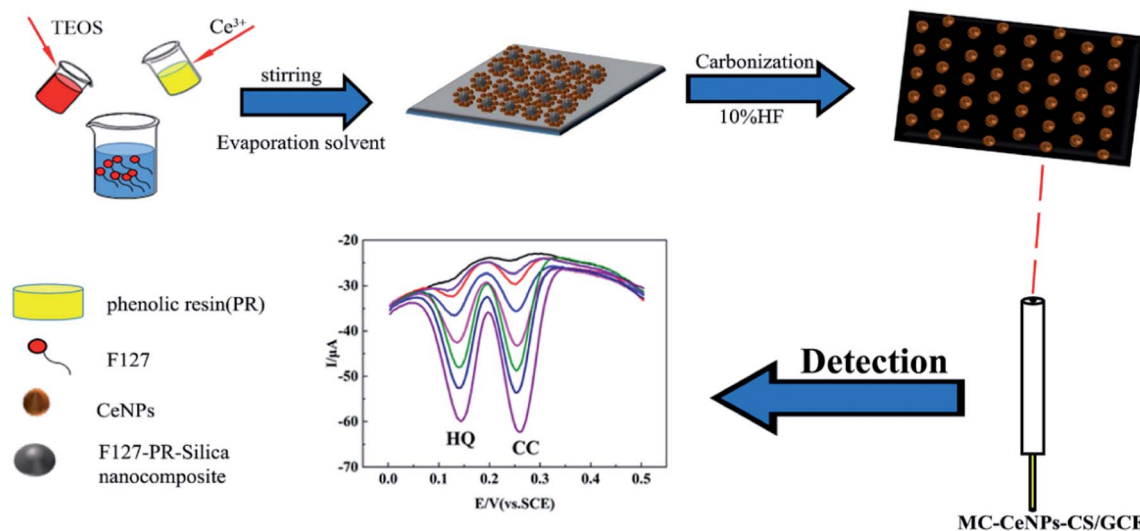 TEOS
Ce3+
stirring
Evaporation solvent
Carbonization
10%HF
phenolic resin(PR)
F127
CeNPs
F127-PR-Silica
nanocomposite
-20
-30
-40
-50
-60
-70
I/μA
HQ
CC
0.0 0.1 0.2 0.3 0.4 0.5
E/V(vs.SCE)
Detection
MC-CeNPs-CS/GCE